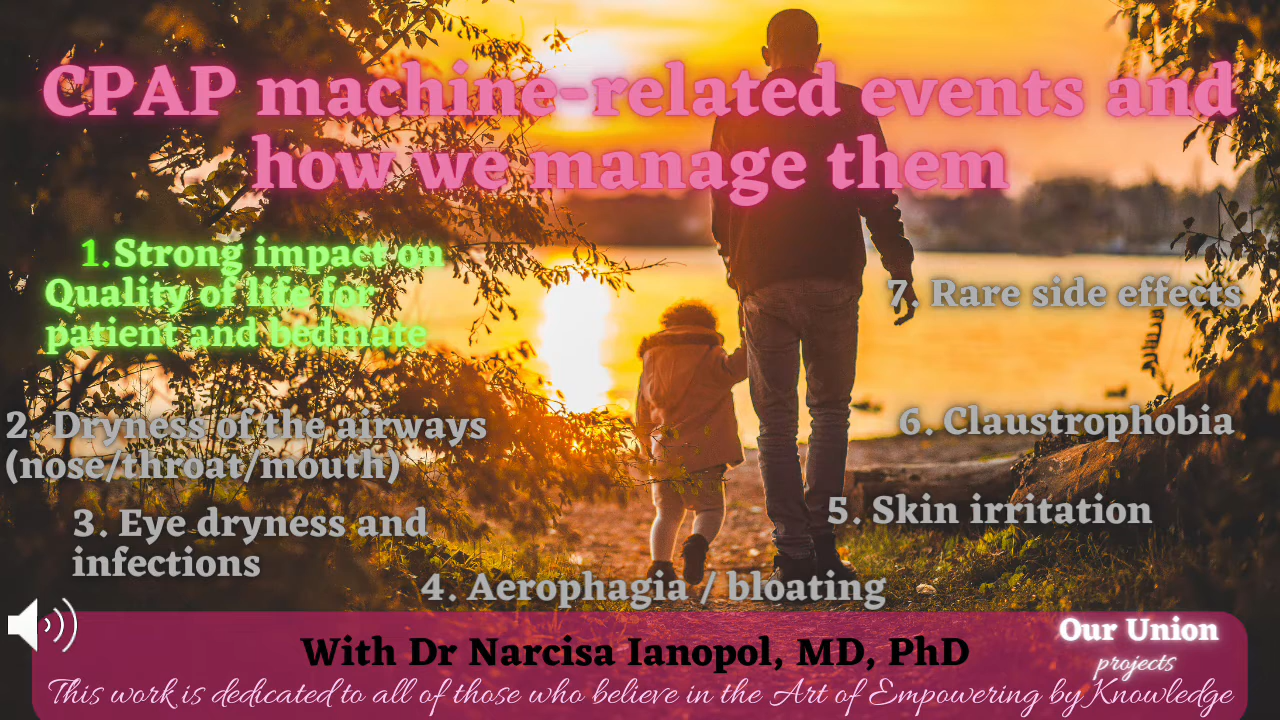 CPAP machine-related events and
how we manage them
1. Strong impact on
Quality of life for
patient and bedmate
2. Dryness of the airways
(nose/throat/mouth)
3. Eye dryness and
infections
4. Aerophagia / bloating
5. Skin irritation
6. Claustrophobia
7. Rare side effects
With Dr Narcisa Ianopol, MD, PhD
Our Union
projects
This work is dedicated to all of those who believe in the Art of Empowering by Knowledge